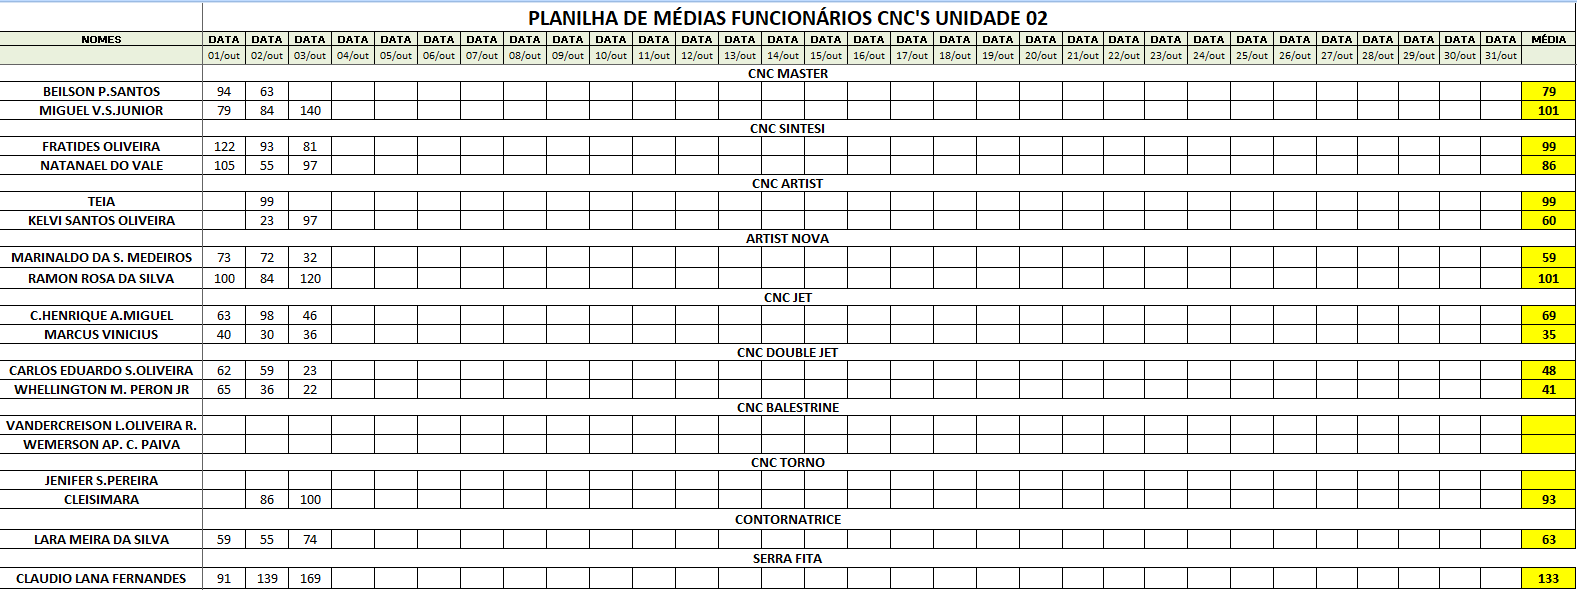 PLANILHA DE MÉDIAS FUNCIONÁRIOS CNC'S UNIDADE 02
NOMES DATA DATA DATA DATA DATA DATA DATA DATA DATA DATA DATA DATA DATA DATA DATA DATA DATA DATA DATA DATA DATA DATA DATA DATA DATA DATA DATA DATA DATA DATA DATA MÉDIA
01/out 02/out 03/out 04/out 05/out 06/out 07/out 08/out 09/out 10/out 11/out 12/out 13/out 14/out 15/out 16/out 17/out 18/out 19/out 20/out 21/out 22/out 23/out 24/out 25/out 26/out 27/out 28/out 29/out 30/out 31/out
CNC MASTER
BEILSON P.SANTOS 94 63 79
MIGUEL V.S.JUNIOR 79 84 140 101
CNC SINTESI
FRATIDES OLIVEIRA 122 93 81 99
NATANAEL DO VALE 105 55 97 86
CNC ARTIST
TEIA 99 99
KELVI SANTOS OLIVEIRA 23 97 60
ARTIST NOVA
MARINALDO DA S. MEDEIROS 73 72 32 59
RAMON ROSA DA SILVA 100 84 120 101
CNC JET
C.HENRIQUE A.MIGUEL 63 98 46 69
MARCUS VINICIUS 40 30 36 35
CNC DOUBLE JET
CARLOS EDUARDO S.OLIVEIRA 62 59 23 48
WHELLINGTON M. PERON JR 65 36 22 41
CNC BALESTRINE
VANDERCREISON L.OLIVEIRA R.
WEMERSON AP. C. PAIVA
CNC TORNO
JENIFER S.PEREIRA
CLEISIMARA 86 100 93
CONTORNATRICE
LARA MEIRA DA SILVA 59 55 74 63
SERRA FITA
CLAUDIO LANA FERNANDES 91 139 169 133